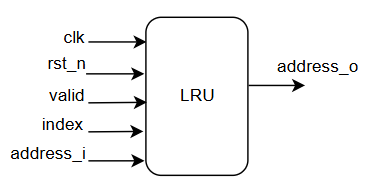 clk
rst_n
valid
index
address_i
LRU
address_o